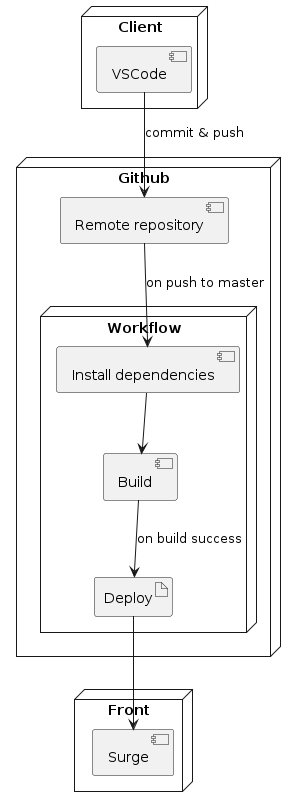 Client
VSCode
commit & push
Github
Remote repository
on push to master
Workflow
Install dependencies
Build
on build success
Deploy
Front
Surge